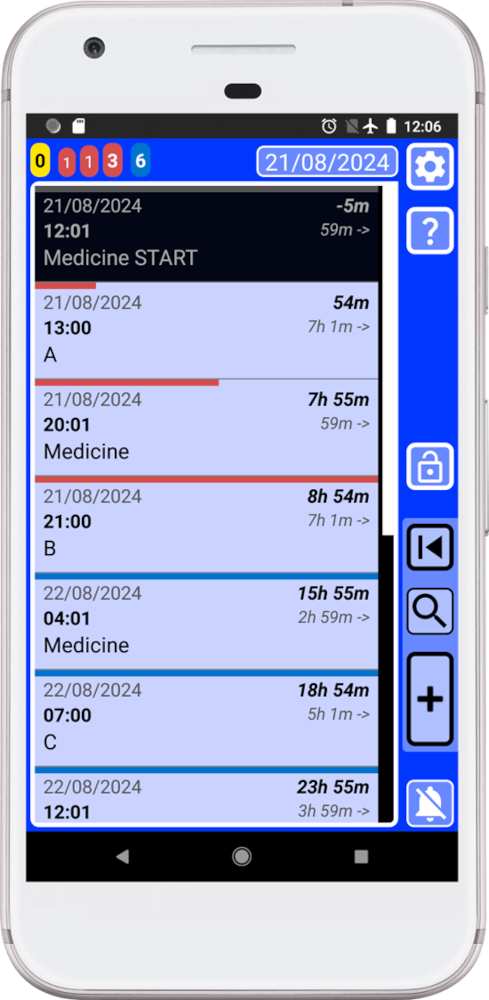 12:06
0 1 1 3 6 21/08/2024
?
21/08/2024 -5m
12:01 59m ->
Medicine START
21/08/2024 54m
13:00 7h 1m ->
A
21/08/2024 7h 55m
20:01 59m ->
Medicine
21/08/2024 8h 54m
21:00 7h 1m ->
B
22/08/2024 15h 55m
04:01 2h 59m ->
Medicine
22/08/2024 18h 54m
07:00 5h 1m ->
C
22/08/2024 23h 55m
12:01 3h 59m ->